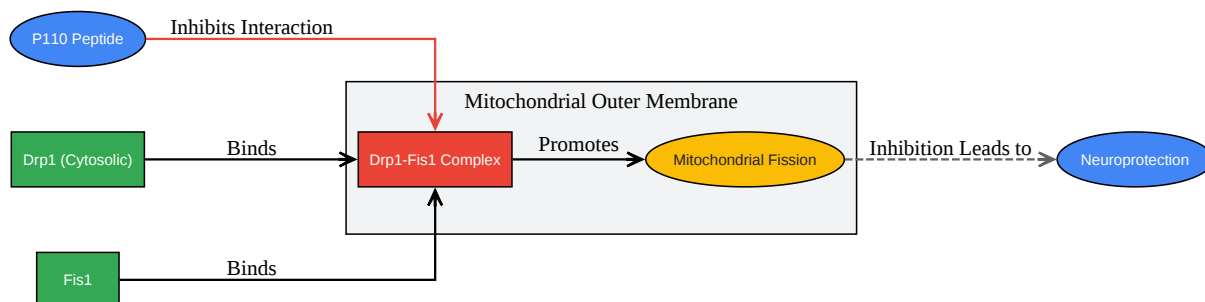 Inhibits Interaction
P110 Peptide
Mitochondrial Outer Membrane
Drp1 (Cytosolic)
Binds
Drp1-Fis1 Complex
Promotes
Mitochondrial Fission
Inhibition Leads to
Neuroprotection
Fis1
Binds